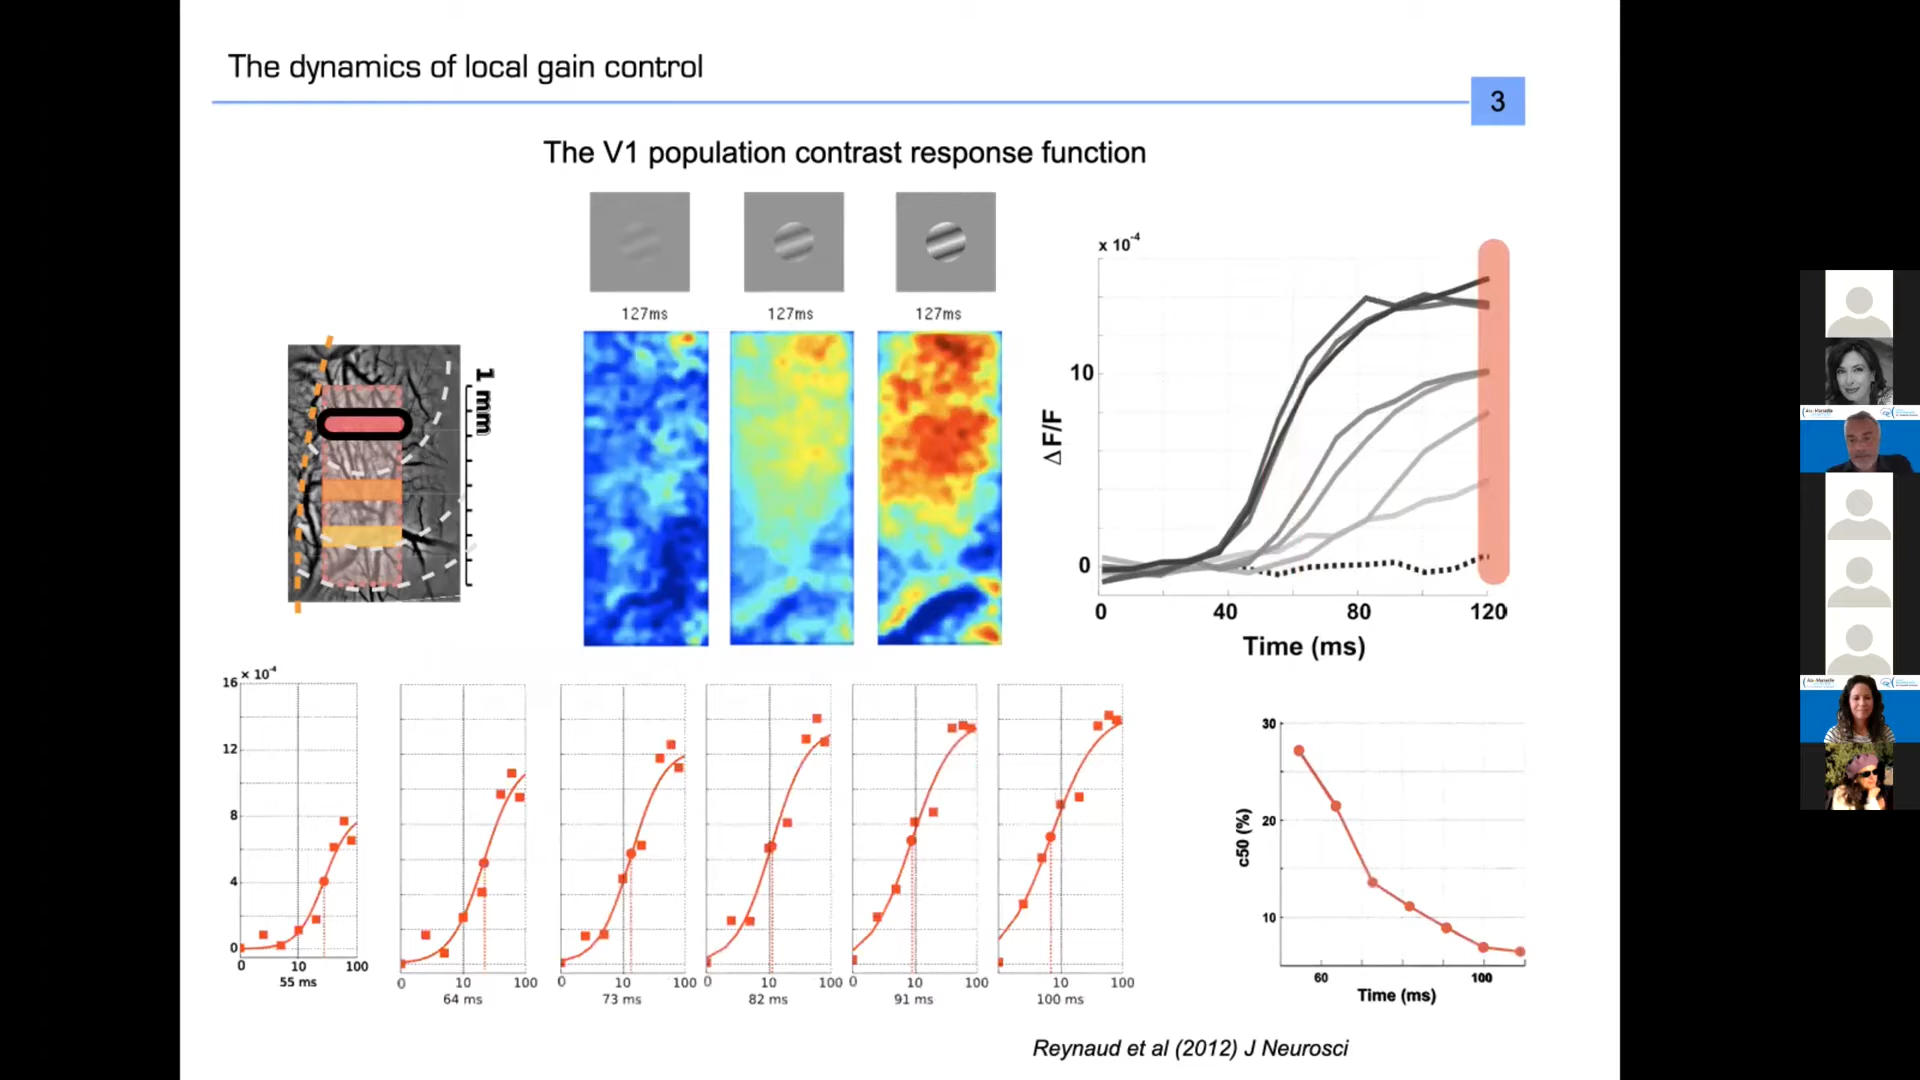 The dynamics of local gain control
3
The V1 population contrast response function
127ms
127ms
127ms
1 mm
x 10-4
10
0
ΔF/F
0
40
80
120
Time (ms)
16
x 10-4
12
8
4
0
0
10
100
55 ms
0
10
100
64 ms
0
10
100
73 ms
0
10
100
82 ms
0
10
100
91 ms
10
100
100 ms
30
20
10
c50 (%)
60
100
Time (ms)
Reynaud et al (2012) J Neurosci